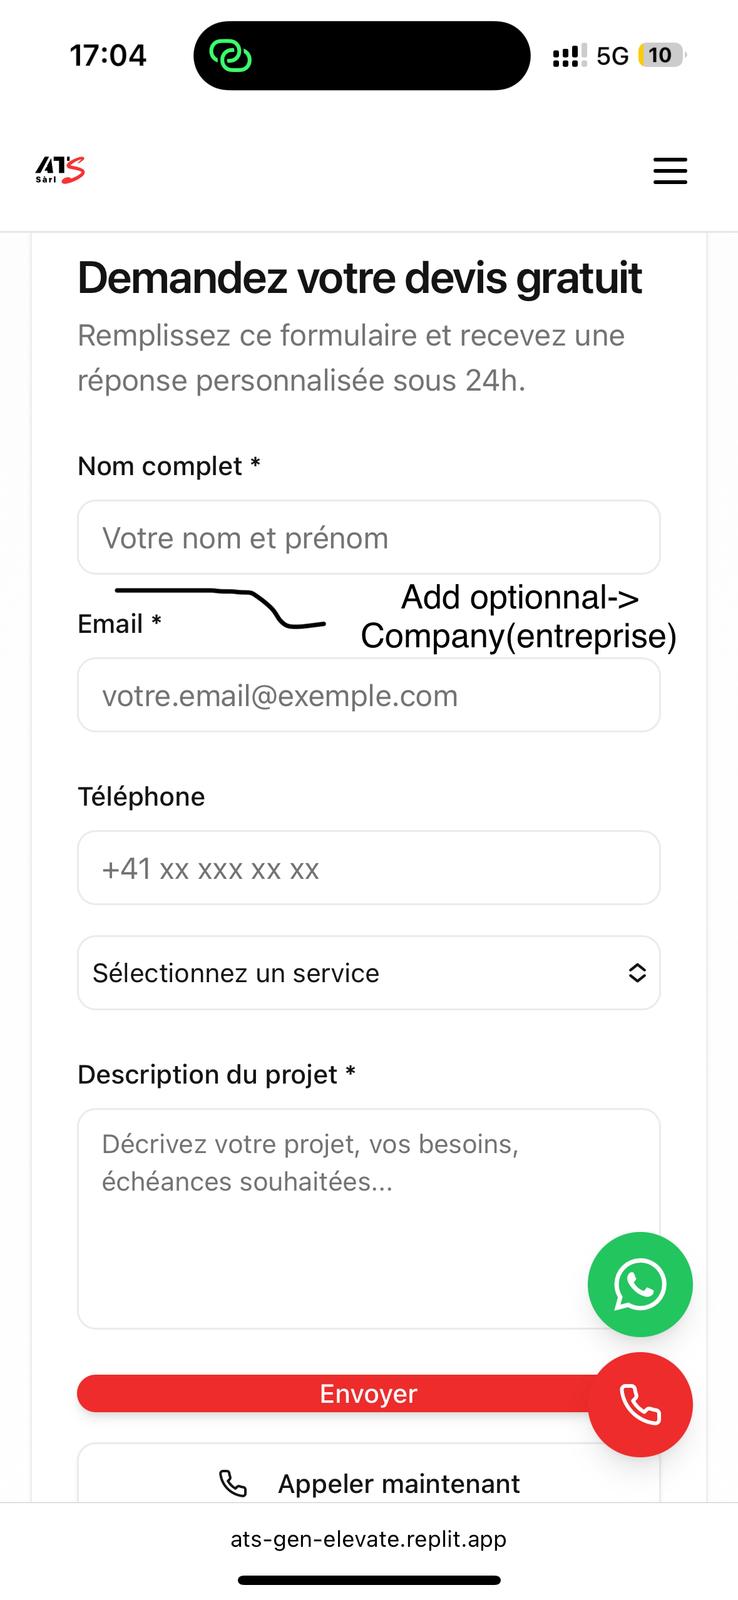 17:04
5G 10
ATS
Sàrl
Demandez votre devis gratuit
Remplissez ce formulaire et recevez une
réponse personnalisée sous 24h.
Nom complet *
Votre nom et prénom
Add optionnal->
Company(entreprise)
Email *
votre.email@exemple.com
Téléphone
+41 xx xxx xx xx
Sélectionnez un service
Description du projet *
Décrivez votre projet, vos besoins,
échéances souhaitées...
Envoyer
Appeler maintenant
ats-gen-elevate.replit.app